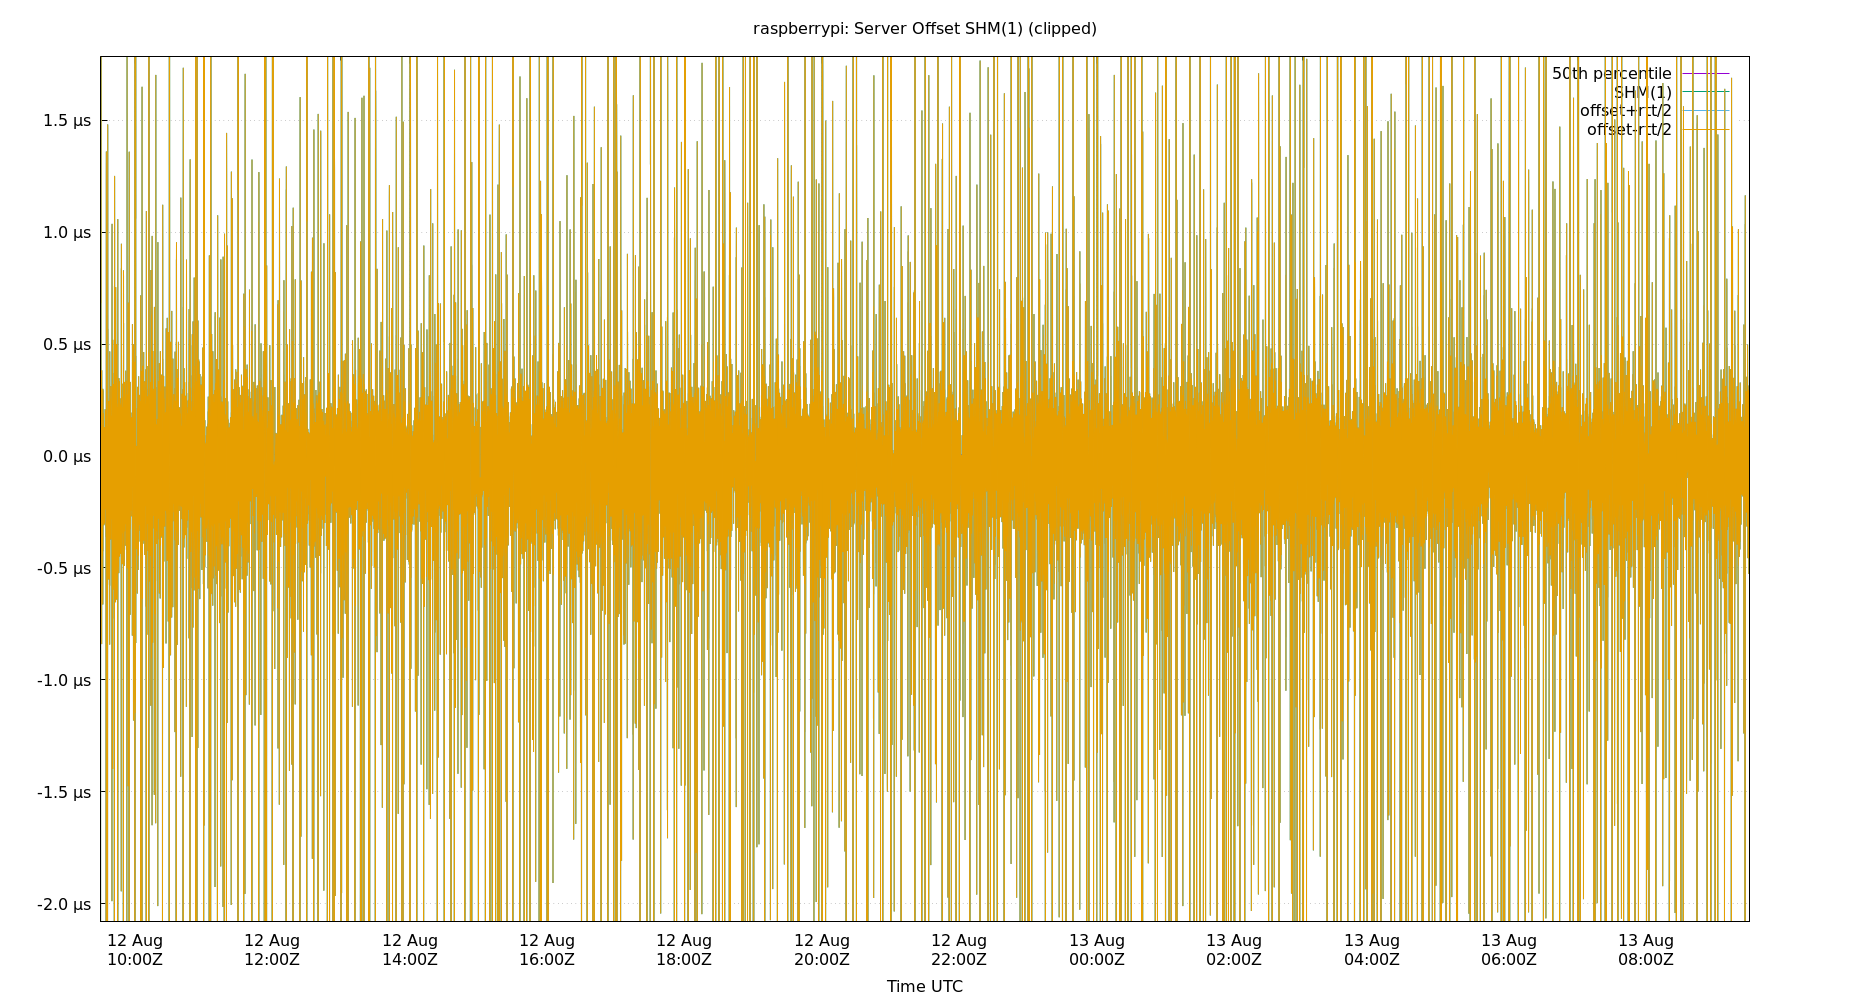 raspberrypi: Server Offset SHM(1) (clipped)
50th percentile
SHM(1)
offset+rtt/2
offset-rtt/2
1.5 µs
1.0 µs
0.5 µs
0.0 µs
-0.5 µs
-1.0 µs
-1.5 µs
-2.0 µs
12 Aug 12 Aug 12 Aug 12 Aug 12 Aug 12 Aug 12 Aug 13 Aug 13 Aug 13 Aug 13 Aug 13 Aug
10:00Z 12:00Z 14:00Z 16:00Z 18:00Z 20:00Z 22:00Z 00:00Z 02:00Z 04:00Z 06:00Z 08:00Z
Time UTC